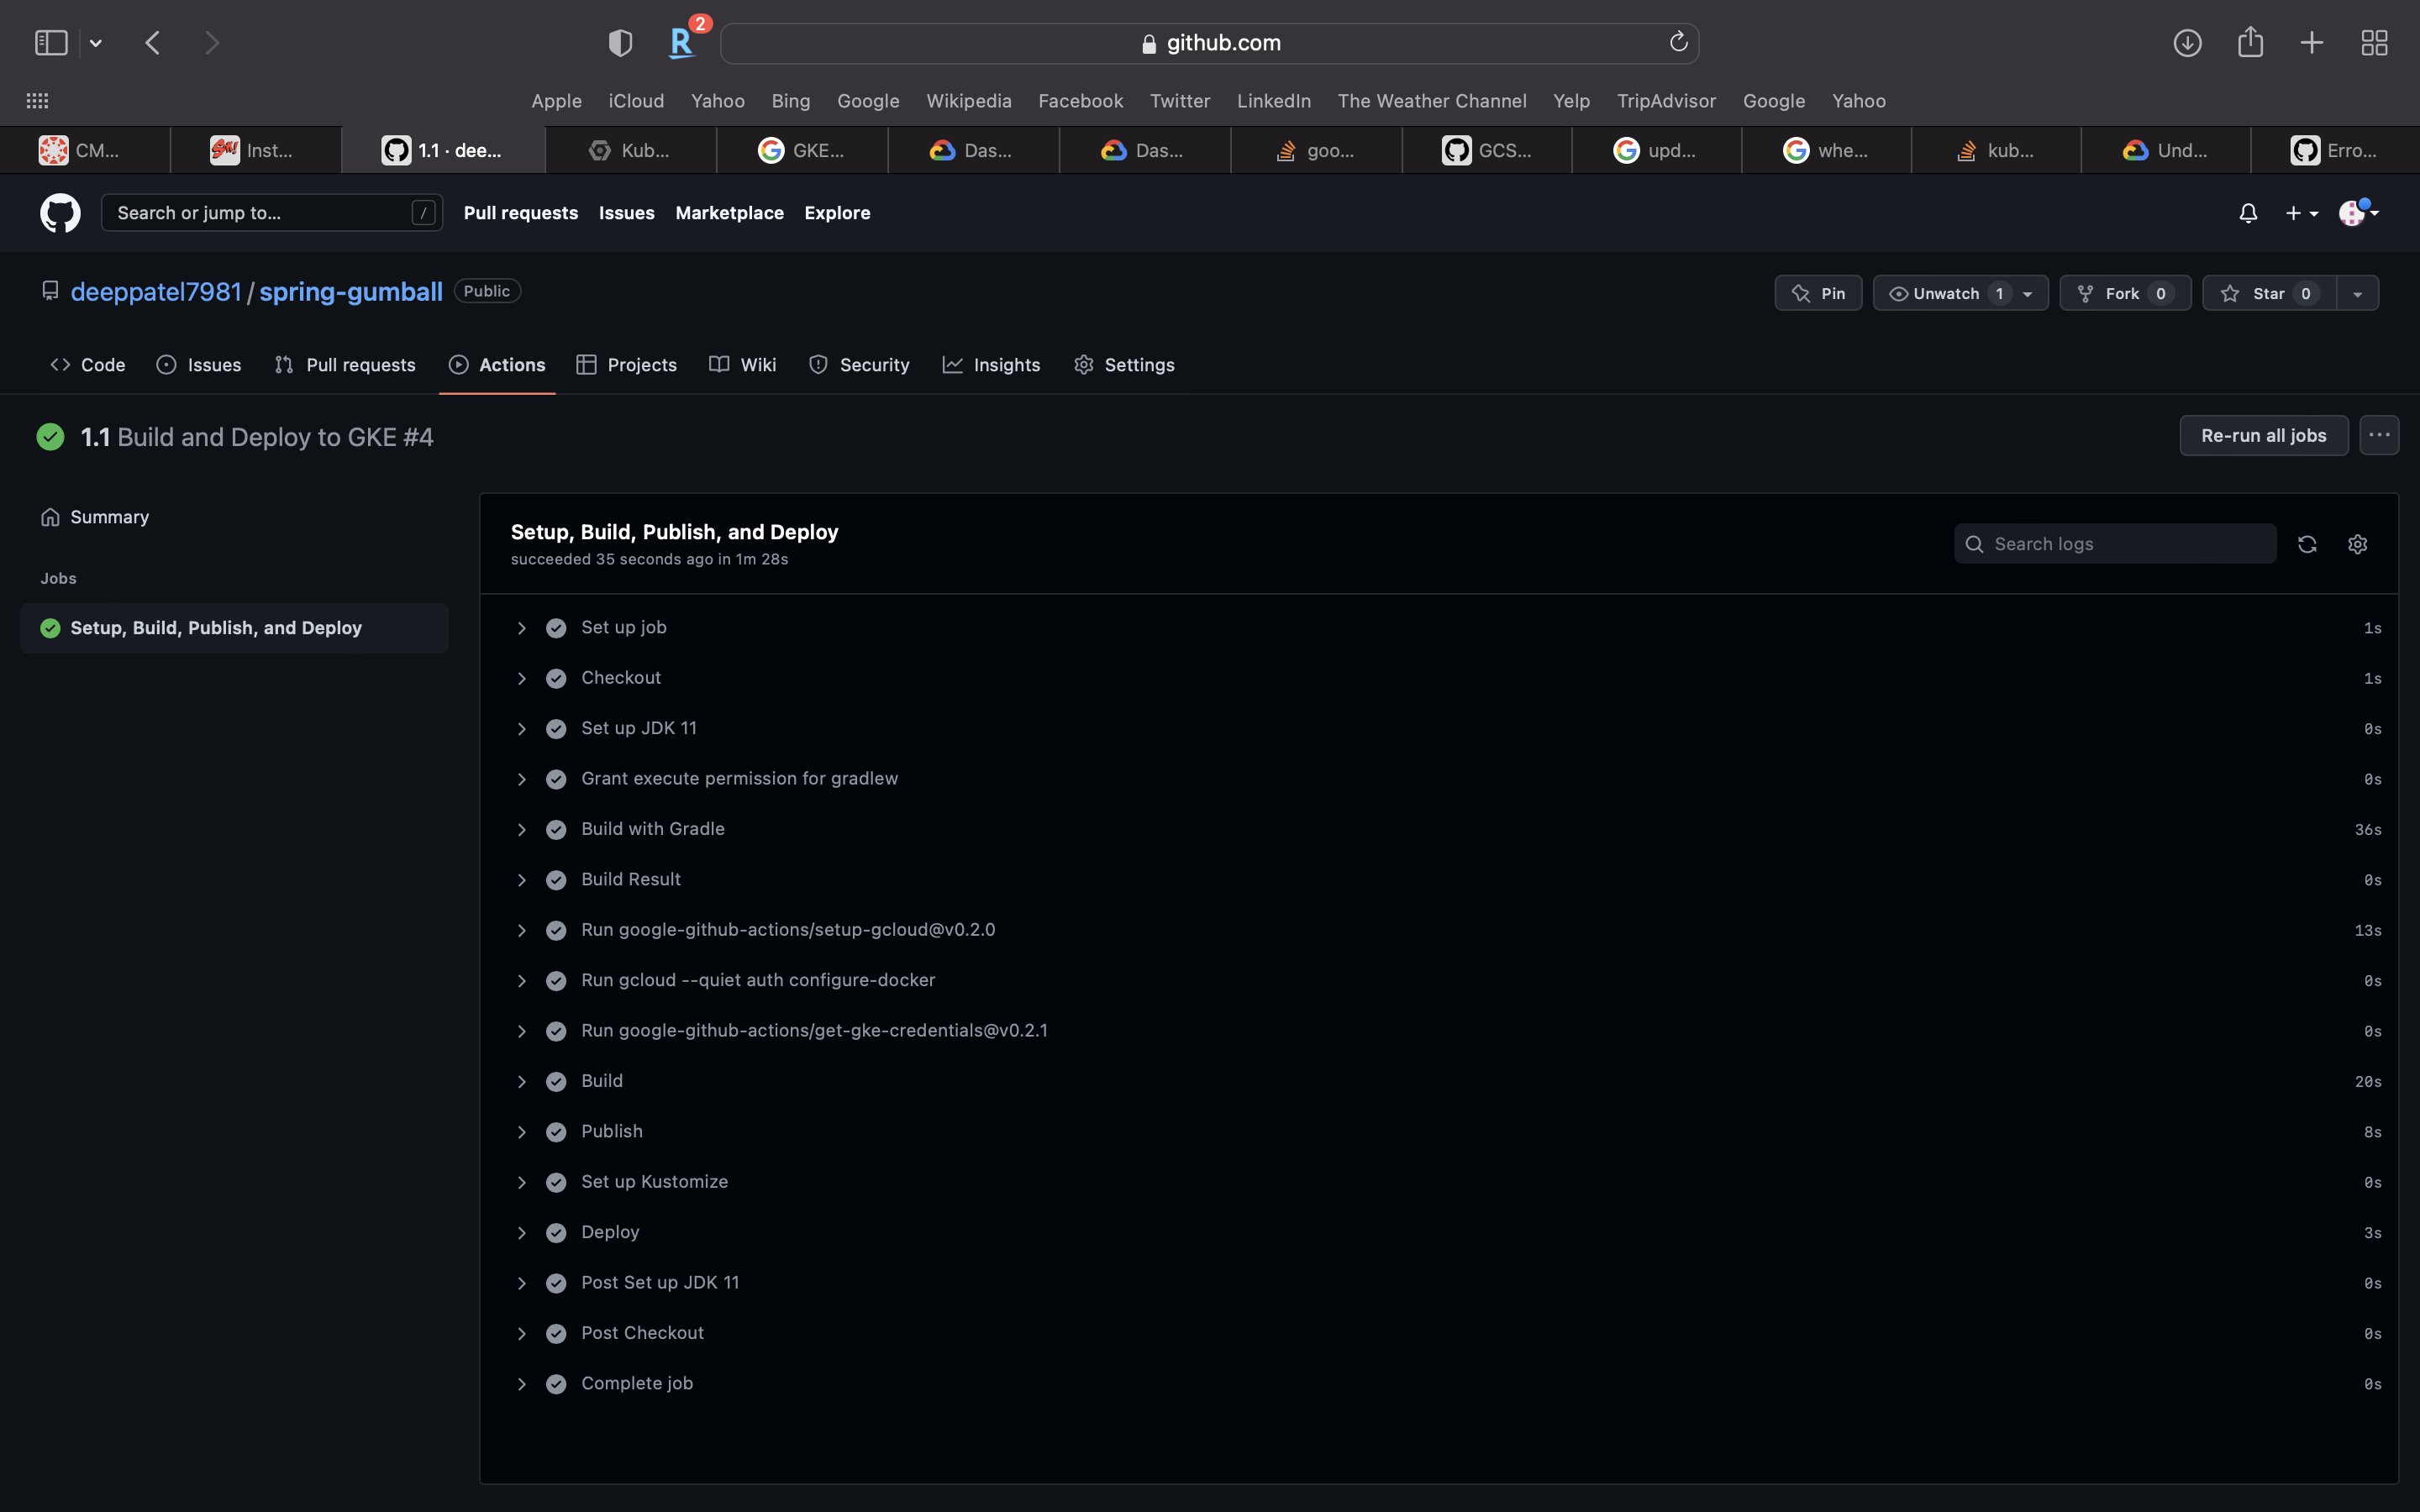 R 2
github.com
Apple iCloud Yahoo Bing Google Wikipedia Facebook Twitter LinkedIn The Weather Channel Yelp TripAdvisor Google Yahoo
CM... Inst... 1.1 · dee... Kub... GKE... Das... Das... goo... GCS... upd... whe... kub... Und... Erro...
Search or jump to... / Pull requests Issues Marketplace Explore
deeppatel7981 / spring-gumball Public Pin Unwatch 1 Fork 0 Star 0
Code Issues Pull requests Actions Projects Wiki Security Insights Settings
1.1 Build and Deploy to GKE #4 Re-run all jobs ...
Summary
Jobs
Setup, Build, Publish, and Deploy
Setup, Build, Publish, and Deploy
succeeded 35 seconds ago in 1m 28s
Search logs
Set up job 1s
Checkout 1s
Set up JDK 11 0s
Grant execute permission for gradlew 0s
Build with Gradle 36s
Build Result 0s
Run google-github-actions/setup-gcloud@v0.2.0 13s
Run gcloud --quiet auth configure-docker 0s
Run google-github-actions/get-gke-credentials@v0.2.1 0s
Build 20s
Publish 8s
Set up Kustomize 0s
Deploy 3s
Post Set up JDK 11 0s
Post Checkout 0s
Complete job 0s